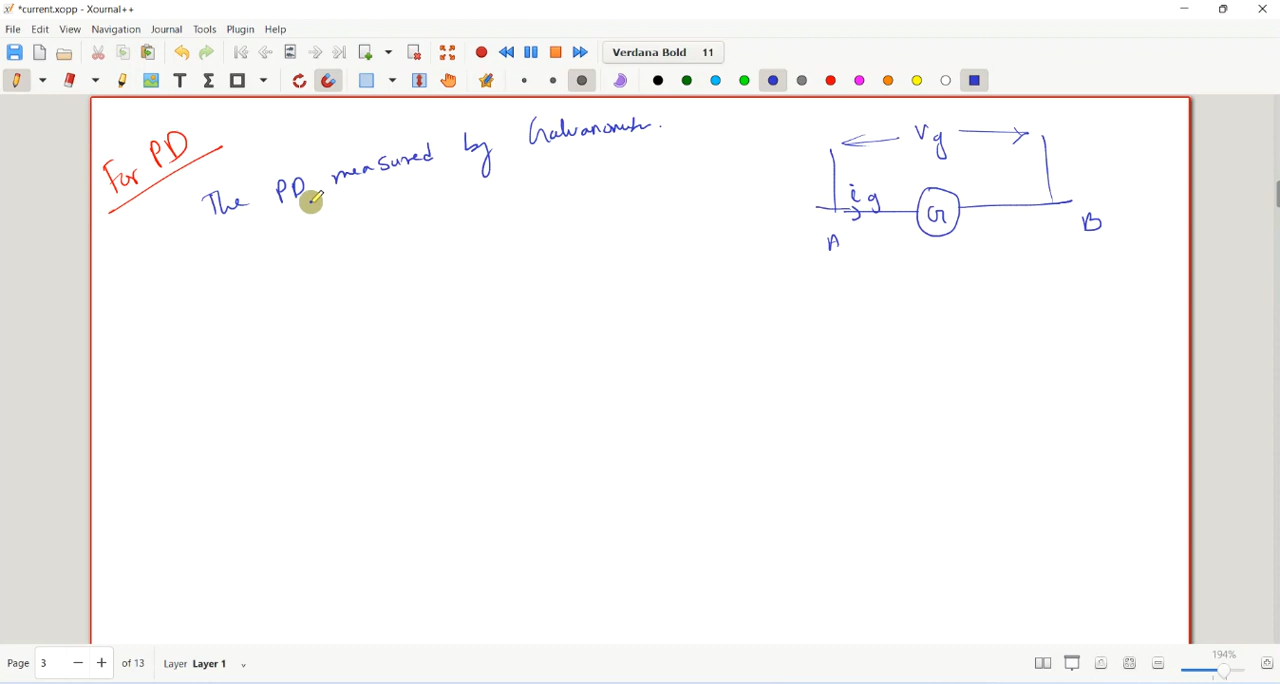 *current.xopp - Xournal++
File Edit View Navigation Journal Tools Plugin Help
Verdana Bold 11
For PD
The PD measured by Galvanometer.
Vg
ig
G
A
B
Page 3 of 13 Layer Layer 1
194%